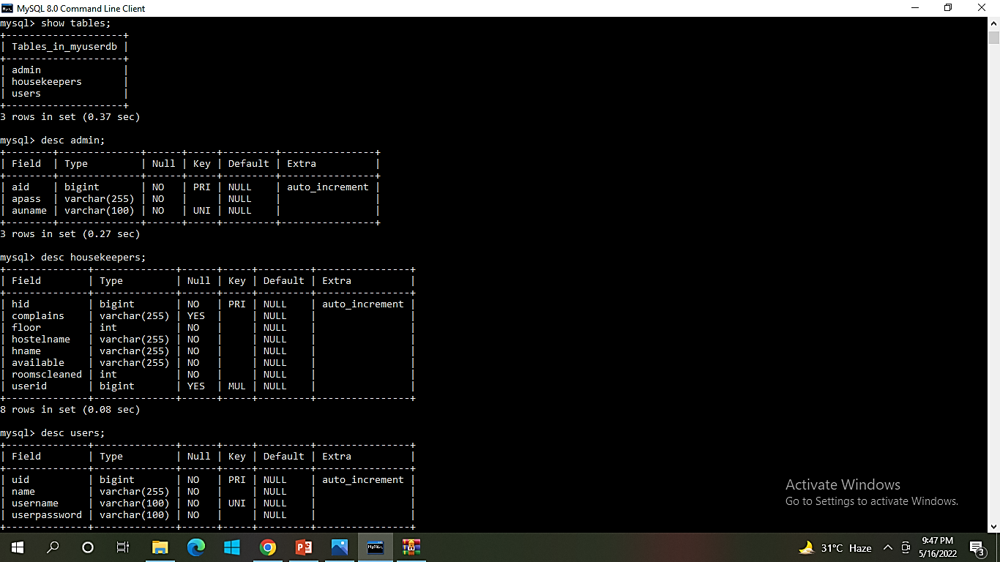 MySQL 8.0 Command Line Client
mysql> show tables;
+--------------------+
| Tables_in_myuserdb |
+--------------------+
| admin              |
| housekeepers       |
| users              |
+--------------------+
3 rows in set (0.37 sec)
mysql> desc admin;
+--------+--------------+------+-----+---------+----------------+
| Field  | Type         | Null | Key | Default | Extra          |
+--------+--------------+------+-----+---------+----------------+
| aid    | bigint       | NO   | PRI | NULL    | auto_increment |
| apass  | varchar(255) | NO   |     | NULL    |                |
| auname | varchar(100) | NO   | UNI | NULL    |                |
+--------+--------------+------+-----+---------+----------------+
3 rows in set (0.27 sec)
mysql> desc housekeepers;
+--------------+--------------+------+-----+---------+----------------+
| Field        | Type         | Null | Key | Default | Extra          |
+--------------+--------------+------+-----+---------+----------------+
| hid          | bigint       | NO   | PRI | NULL    | auto_increment |
| complains    | varchar(255) | YES  |     | NULL    |                |
| floor        | int          | NO   |     | NULL    |                |
| hostelname   | varchar(255) | NO   |     | NULL    |                |
| hname        | varchar(255) | NO   |     | NULL    |                |
| available    | varchar(255) | NO   |     | NULL    |                |
| roomscleaned | int          | NO   |     | NULL    |                |
| userid       | bigint       | YES  | MUL | NULL    |                |
+--------------+--------------+------+-----+---------+----------------+
8 rows in set (0.08 sec)
mysql> desc users;
+--------------+--------------+------+-----+---------+----------------+
| Field        | Type         | Null | Key | Default | Extra          |
+--------------+--------------+------+-----+---------+----------------+
| uid          | bigint       | NO   | PRI | NULL    | auto_increment |
| name         | varchar(255) | NO   |     | NULL    |                |
| username     | varchar(100) | NO   | UNI | NULL    |                |
| userpassword | varchar(100) | NO   |     | NULL    |                |
+--------------+--------------+------+-----+---------+----------------+
Activate Windows
Go to Settings to activate Windows.
31°C Haze
9:47 PM
5/16/2022
3